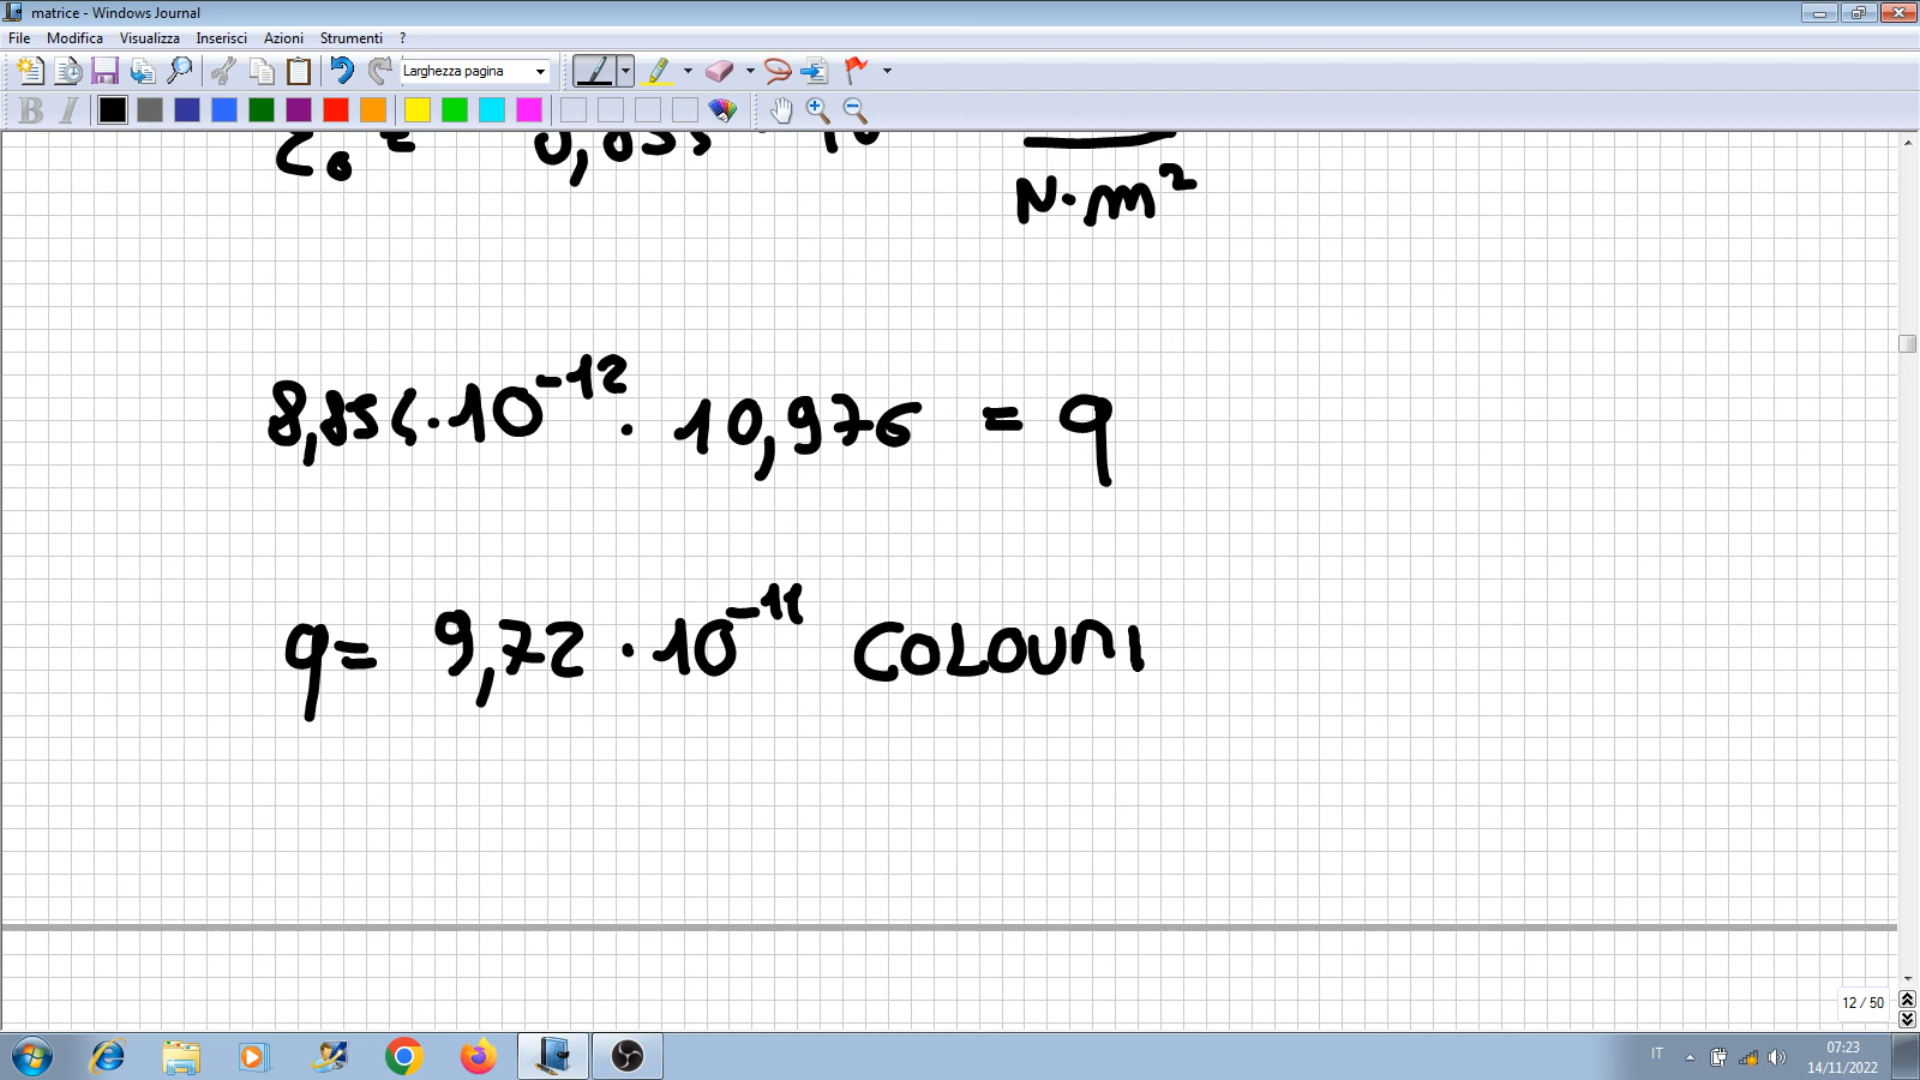 matrice - Windows Journal
File Modifica Visualizza Inserisci Azioni Strumenti ?
Larghezza pagina
B I
N·m²
8,854·10⁻¹² · 10,976 = q
q= 9,72 · 10⁻¹¹ COLOUMI
12 / 50
IT 07:23
14/11/2022